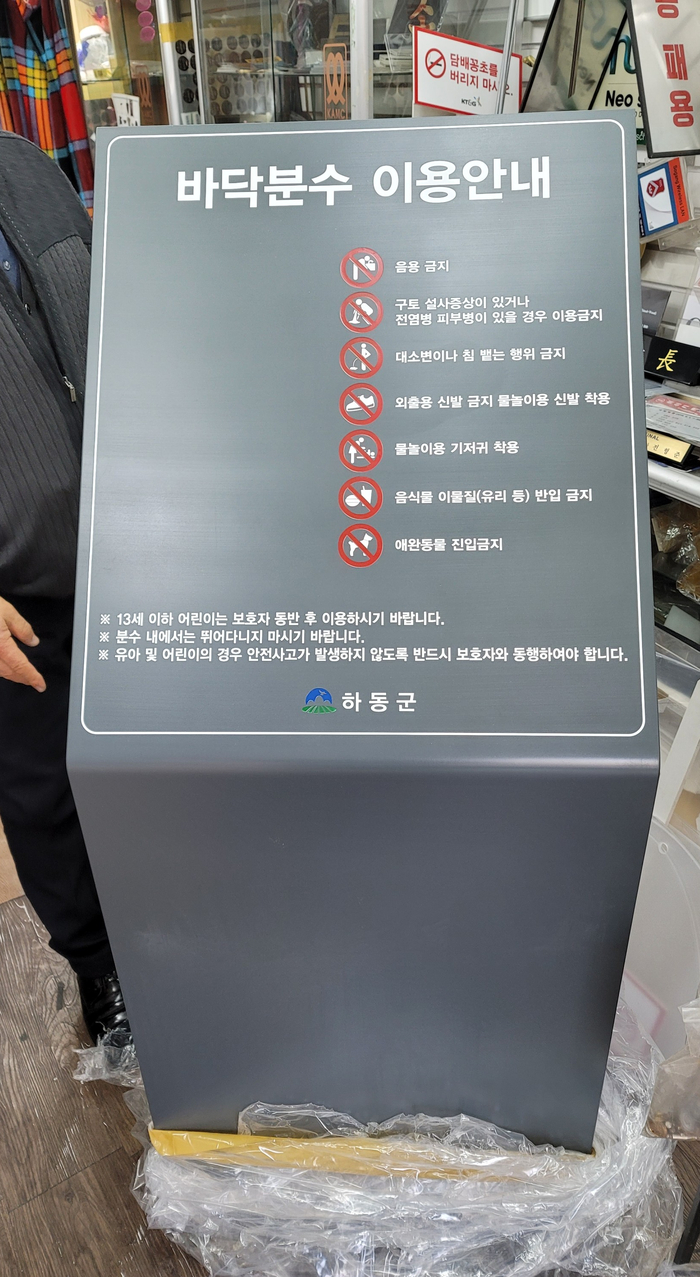 담배꽁초를
버리지 마시오.
KT&G
Neo S
KAMC
바닥분수 이용안내
음용 금지
구토 설사증상이 있거나
전염병 피부병이 있을 경우 이용금지
대소변이나 침 뱉는 행위 금지
외출용 신발 금지 물놀이용 신발 착용
물놀이용 기저귀 착용
음식물 이물질(유리 등) 반입 금지
애완동물 진입금지
※ 13세 이하 어린이는 보호자 동반 후 이용하시기 바랍니다.
※ 분수 내에서는 뛰어다니지 마시기 바랍니다.
※ 유아 및 어린이의 경우 안전사고가 발생하지 않도록 반드시 보호자와 동행하여야 합니다.
하동군
長